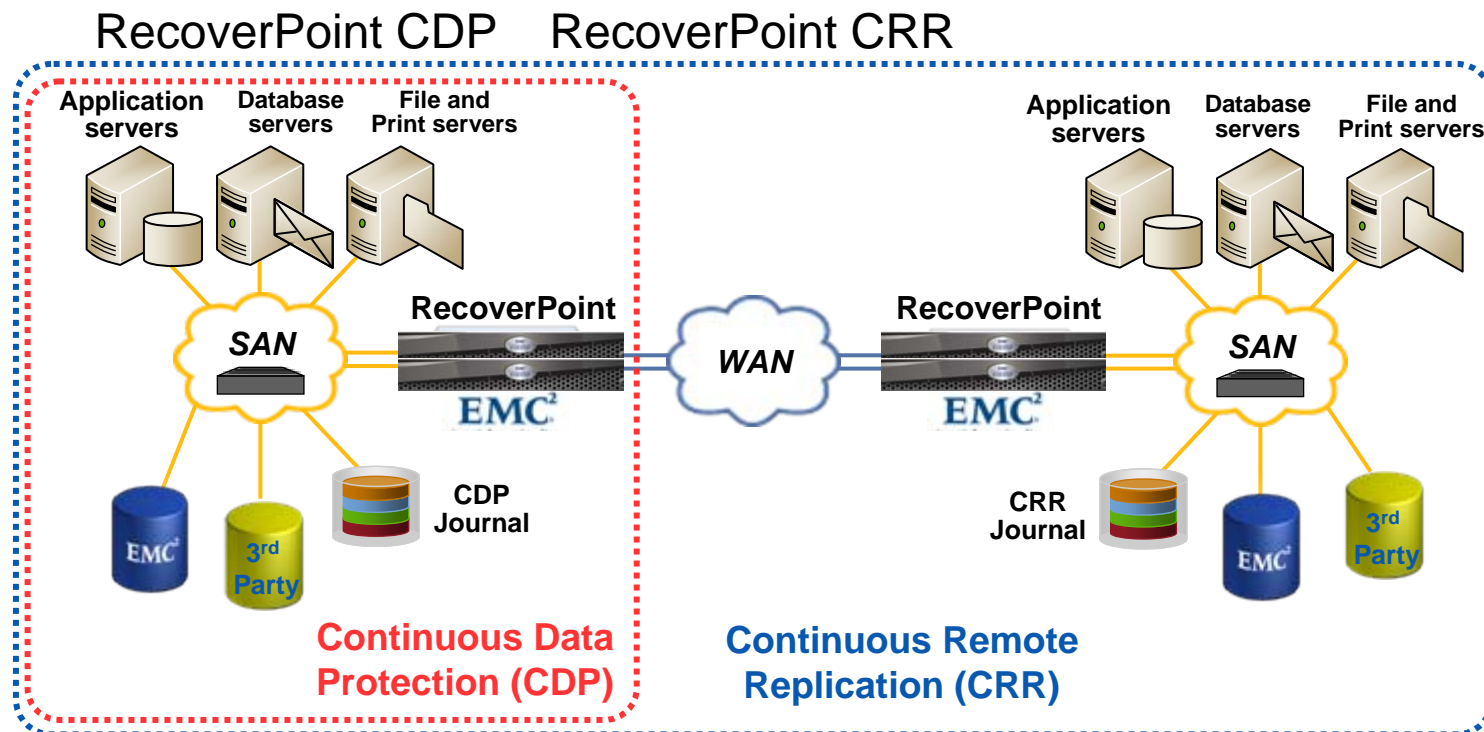 RecoverPoint CDP RecoverPoint CRR
Application
servers
Database
servers
File and
Print servers
Application
servers
Database
servers
File and
Print servers
RecoverPoint
RecoverPoint
SAN
WAN
SAN
EMC²
EMC²
CDP
Journal
CRR
Journal
EMC²
3rd
Party
EMC²
3rd
Party
Continuous Data
Protection (CDP)
Continuous Remote
Replication (CRR)